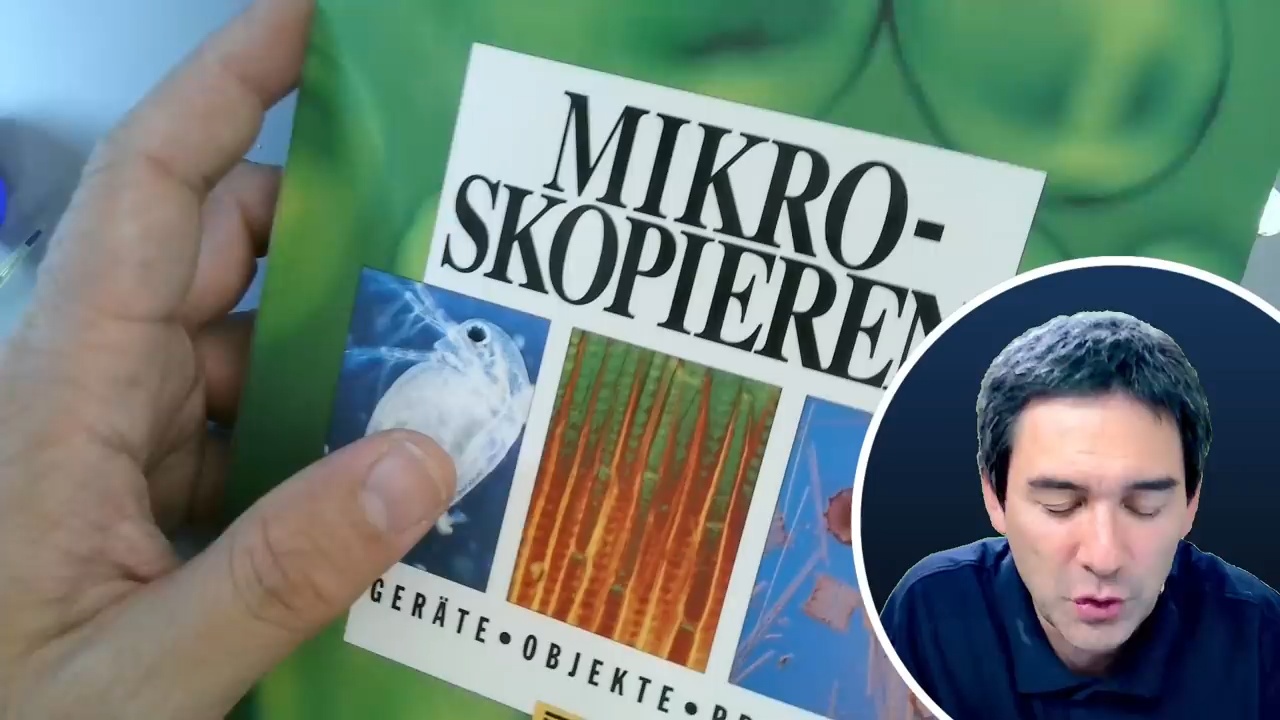 MIKRO-
SKOPIEREN
GERÄTE • OBJEKTE •